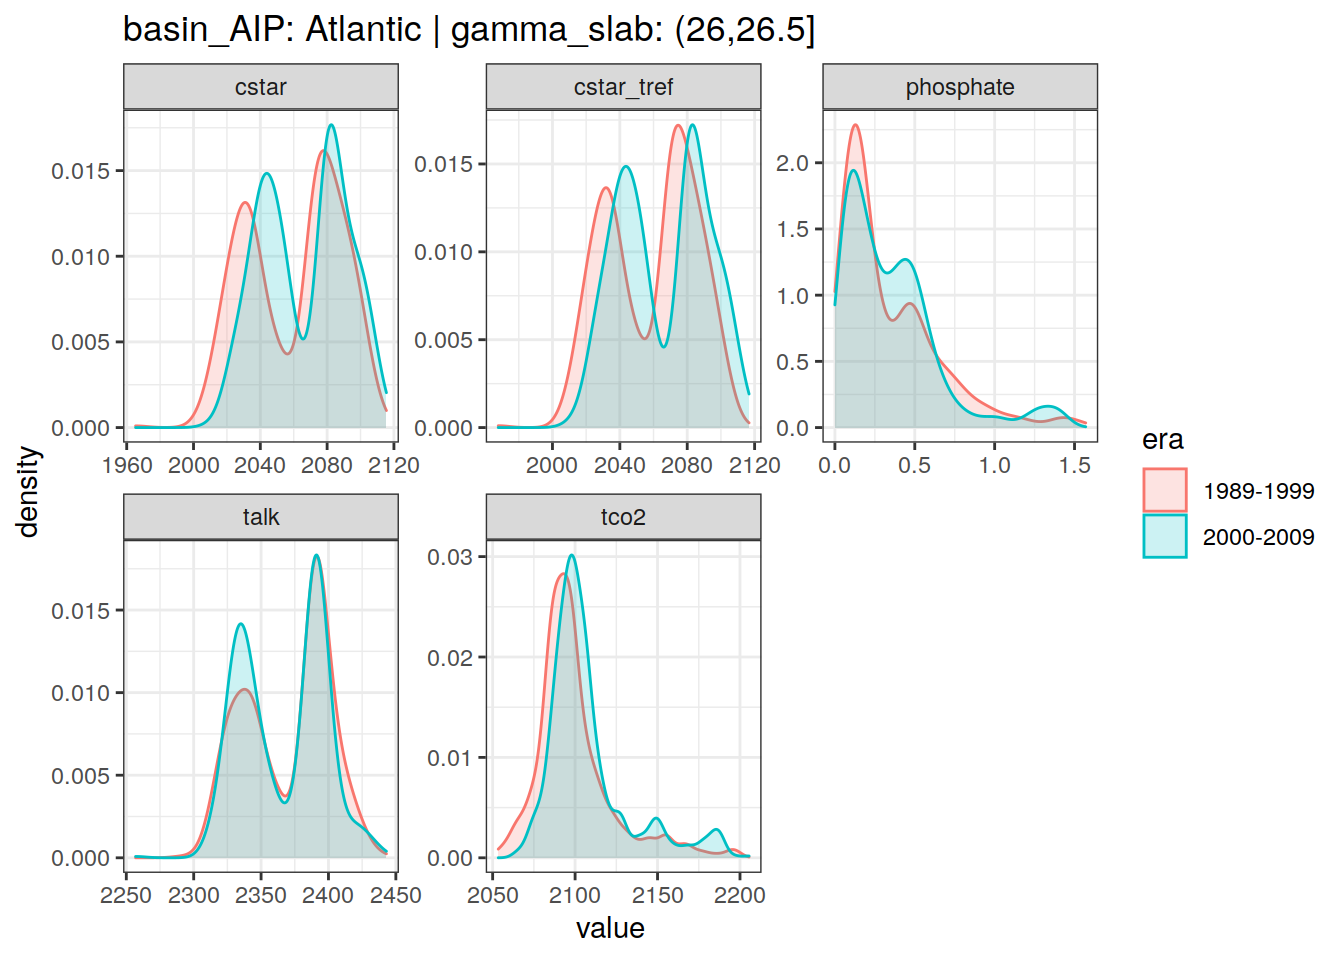 basin_AIP: Atlantic | gamma_slab: (26,26.5]
cstar
cstar_tref
phosphate
0.015
0.010
0.005
0.000
0.015
0.010
0.005
0.000
2.0
1.5
1.0
0.5
0.0
1960 2000 2040 2080 2120
2000 2040 2080 2120
0.0 0.5 1.0 1.5
density
talk
tco2
0.015
0.010
0.005
0.000
0.03
0.02
0.01
0.00
2250 2300 2350 2400 2450
2050 2100 2150 2200
value
era
1989-1999
2000-2009